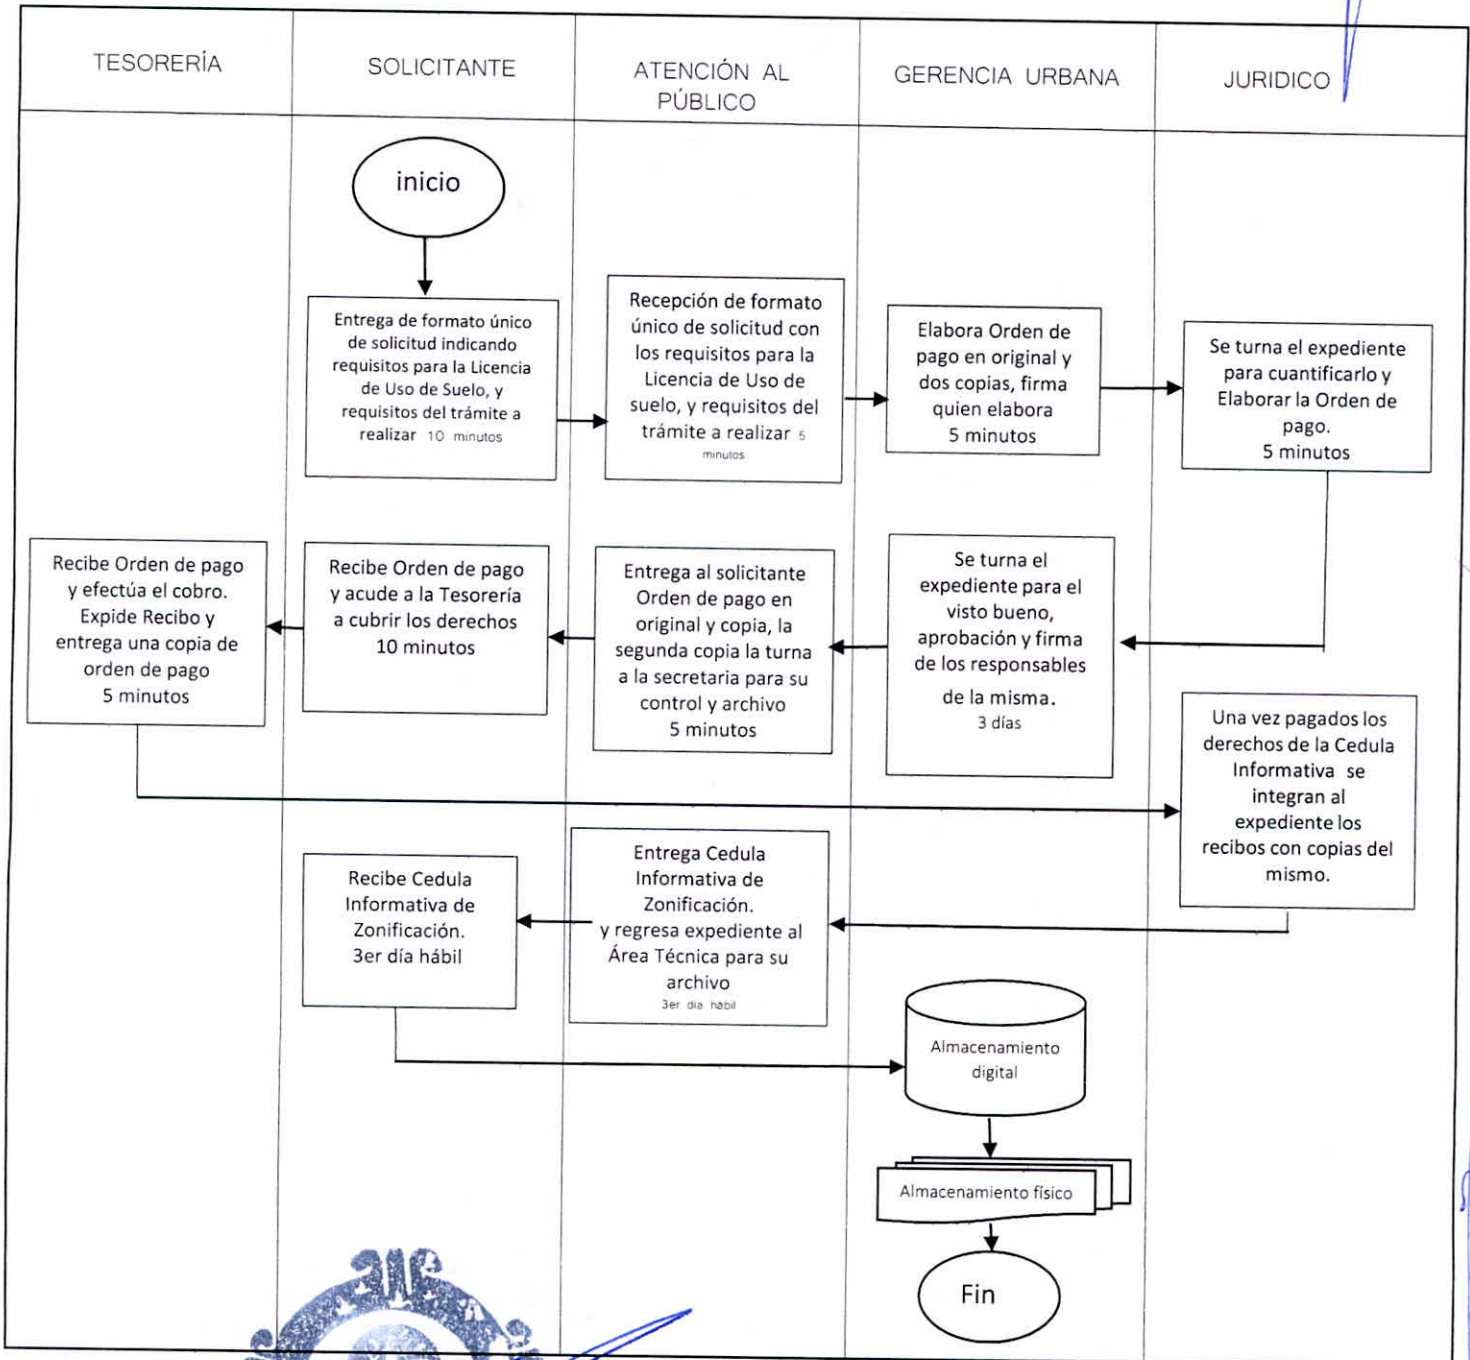 TESORERÍA
SOLICITANTE
ATENCIÓN AL
PÚBLICO
GERENCIA URBANA
JURIDICO
inicio
Entrega de formato único
de solicitud indicando
requisitos para la Licencia
de Uso de Suelo, y
requisitos del trámite a
realizar 10 minutos
Recepción de formato
único de solicitud con
los requisitos para la
Licencia de Uso de
suelo, y requisitos del
trámite a realizar 5
minutos
Elabora Orden de
pago en original y
dos copias, firma
quien elabora
5 minutos
Se turna el expediente
para cuantificarlo y
Elaborar la Orden de
pago.
5 minutos
Recibe Orden de pago
y efectúa el cobro.
Expide Recibo y
entrega una copia de
orden de pago
5 minutos
Recibe Orden de pago
y acude a la Tesorería
a cubrir los derechos
10 minutos
Entrega al solicitante
Orden de pago en
original y copia, la
segunda copia la turna
a la secretaria para su
control y archivo
5 minutos
Se turna el
expediente para el
visto bueno,
aprobación y firma
de los responsables
de la misma.
3 días
Una vez pagados los
derechos de la Cedula
Informativa se
integran al
expediente los
recibos con copias del
mismo.
Recibe Cedula
Informativa de
Zonificación.
3er día hábil
Entrega Cedula
Informativa de
Zonificación.
y regresa expediente al
Área Técnica para su
archivo
3er dia habil
Almacenamiento
digital
Almacenamiento físico
Fin